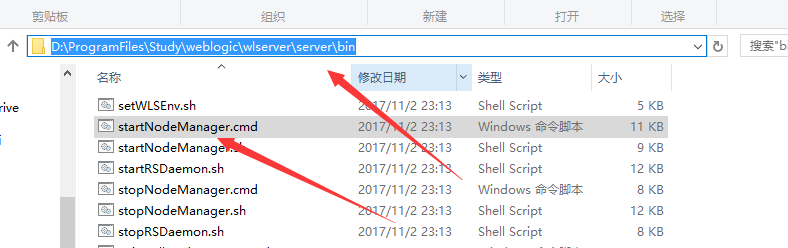 剪贴板 组织 新建 打开 选择
D:\ProgramFiles\Study\weblogic\wlserver\server\bin 搜索"b
名称 修改日期 类型 大小
rive
setWLSEnv.sh 2017/11/2 23:13 Shell Script 5 KB
startNodeManager.cmd 2017/11/2 23:13 Windows 命令脚本 11 KB
startNodeManager.sh 2017/11/2 23:13 Shell Script 9 KB
startRSDaemon.sh 2017/11/2 23:13 Shell Script 12 KB
stopNodeManager.cmd 2017/11/2 23:13 Windows 命令脚本 8 KB
stopNodeManager.sh 2017/11/2 23:13 Shell Script 8 KB
stopRSDaemon.sh 2017/11/2 23:13 Shell Script 12 KB